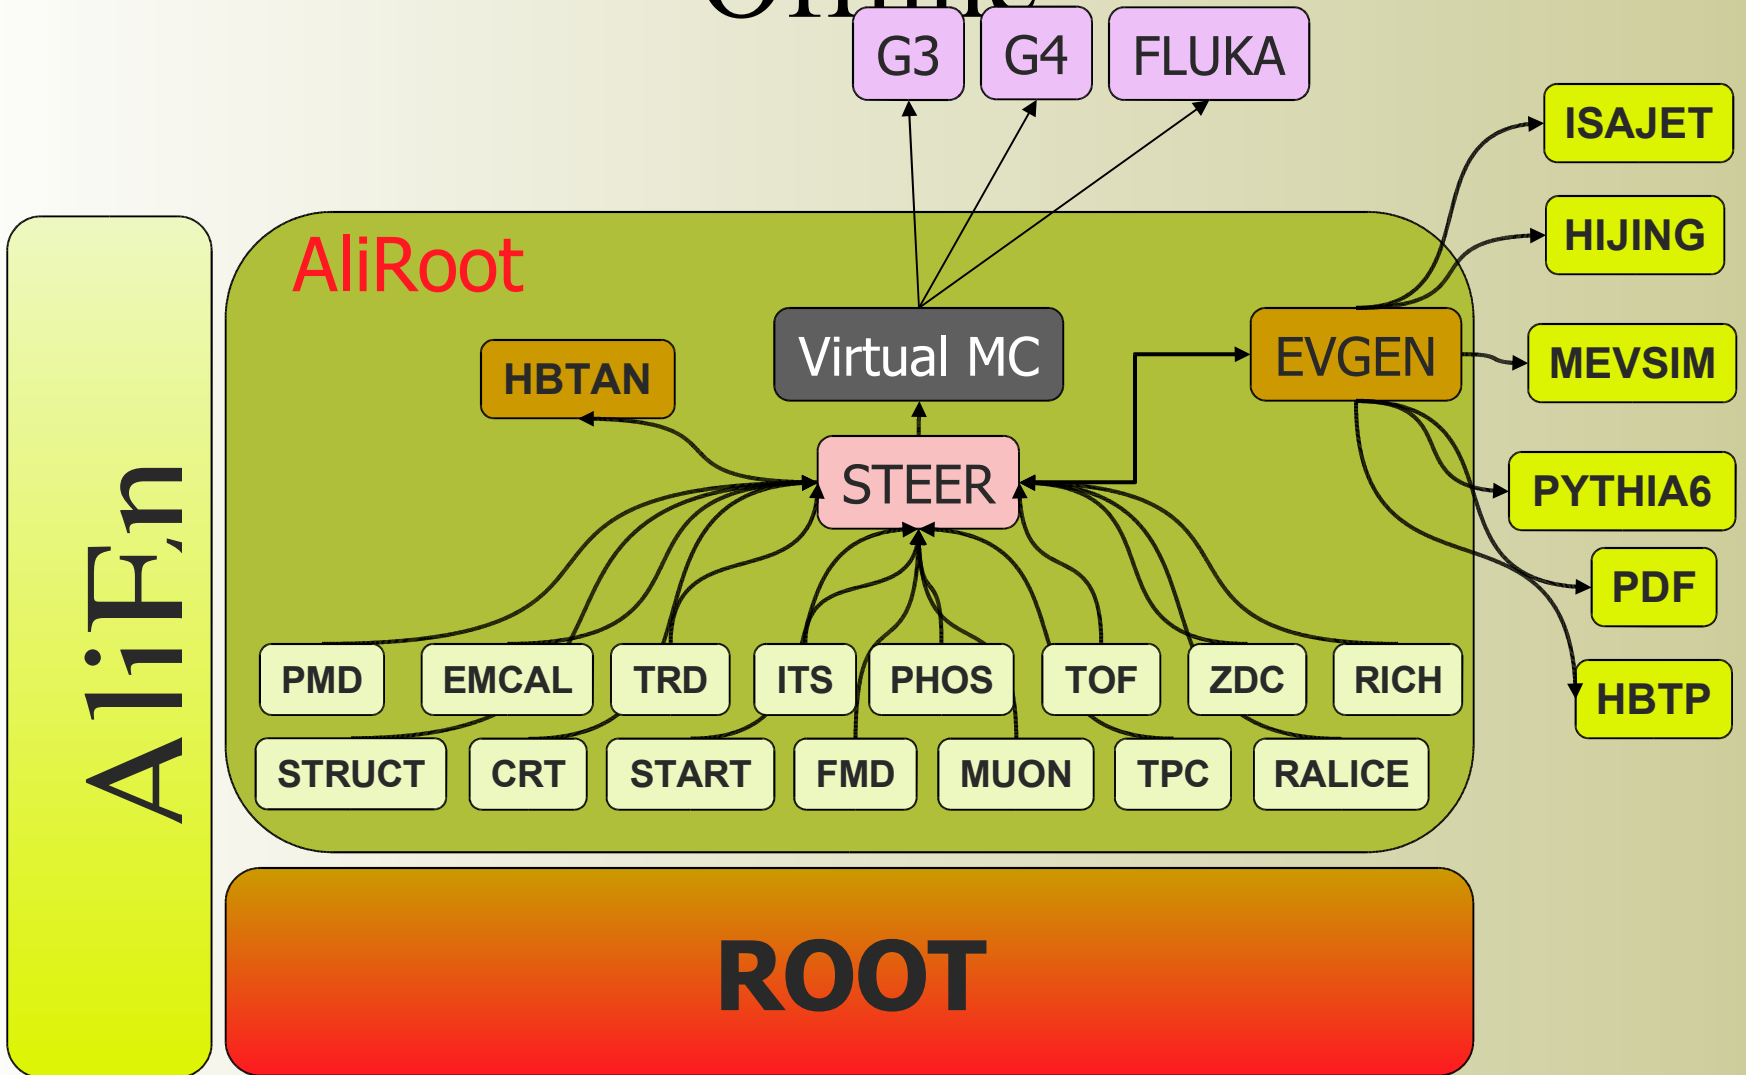 G3 G4 FLUKA
ISAJET
HIJING
AliRoot
Virtual MC
EVGEN
MEVSIM
HBTAN
STEER
PYTHIA6
PDF
PMD EMCAL TRD ITS PHOS TOF ZDC RICH
HBTP
STRUCT CRT START FMD MUON TPC RALICE
AliEn
ROOT